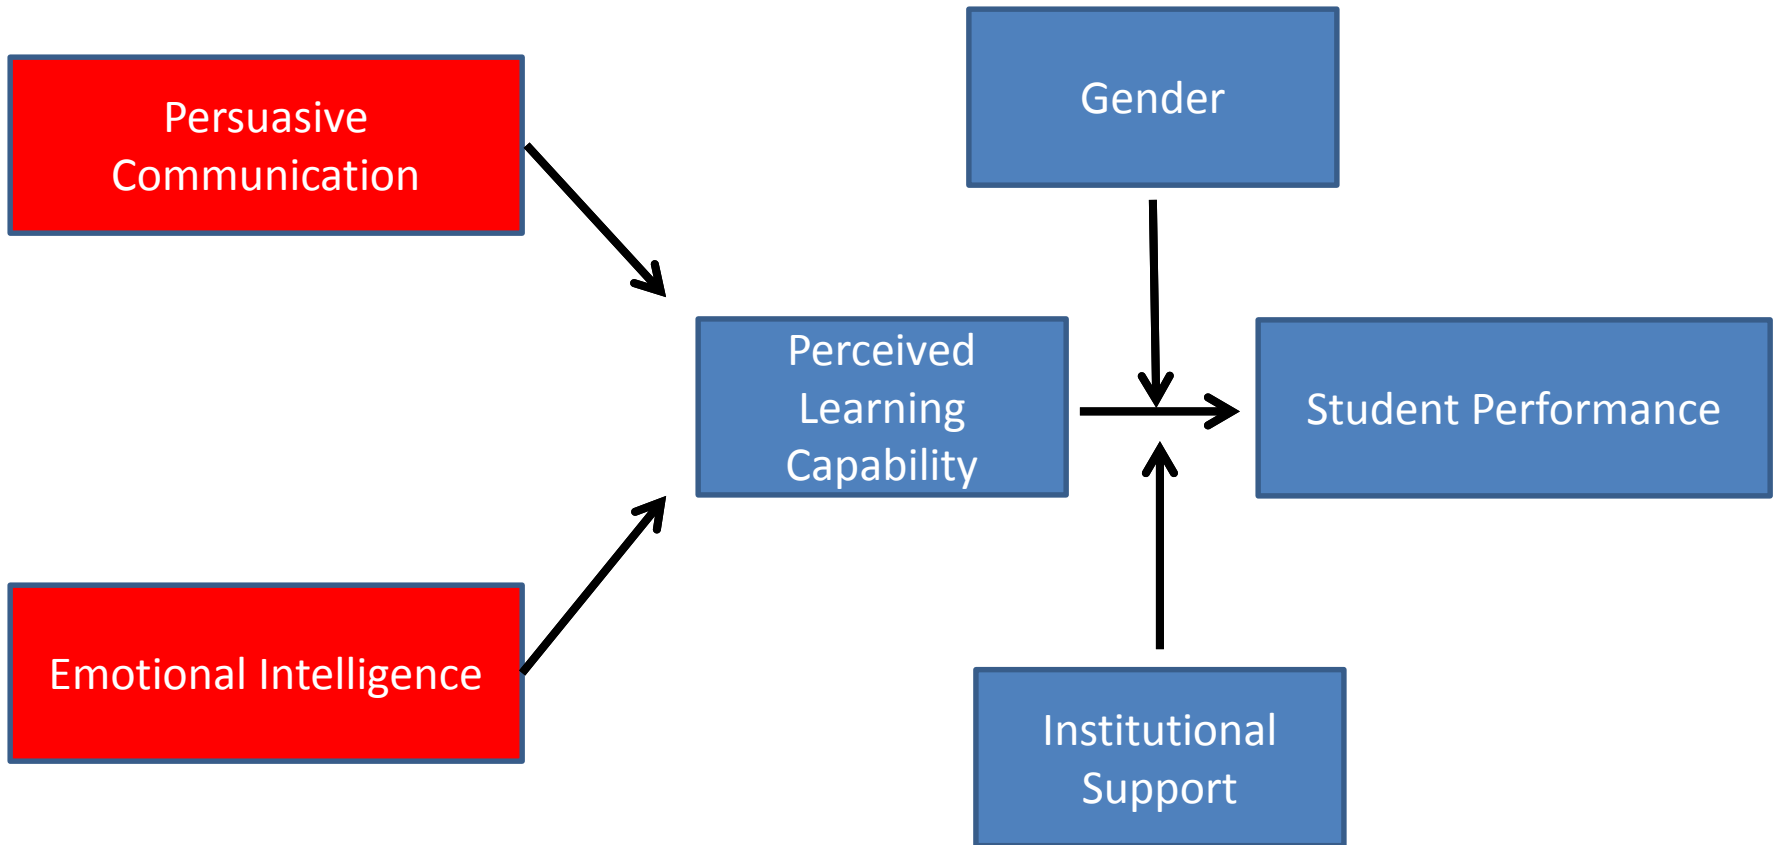 Persuasive
Communication
Gender
Perceived
Learning
Capability
Student Performance
Emotional Intelligence
Institutional
Support